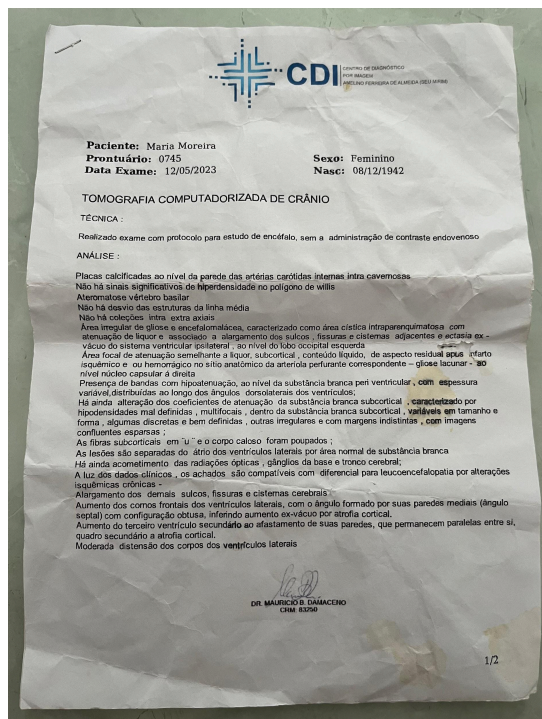 CDI
CENTRO DE DIAGNÓSTICO
POR IMAGEM
AVELINO FERREIRA DE ALMEIDA (SEU MIRIM)
Paciente: Maria Moreira
Prontuário: 0745
Sexo: Feminino
Data Exame: 12/05/2023
Nasc: 08/12/1942
TOMOGRAFIA COMPUTADORIZADA DE CRÂNIO
TÉCNICA :
Realizado exame com protocolo para estudo de encéfalo, sem a administração de contraste endovenoso
ANÁLISE :
Placas calcificadas ao nível da parede das artérias carótidas internas intra cavernosas
Não há sinais significativos de hiperdensidade no polígono de willis
Ateromatose vértebro basilar
Não há desvio das estruturas da linha média
Não há coleções intra extra axiais
Área irregular de gliose e encefalomalácea, caracterizado como área cística intraparenquimatosa com
atenuação de liquor e associado a alargamento dos sulcos , fissuras e cisternas adjacentes e ectasia ex -
vácuo do sistema ventricular ipsilateral , ao nível do lobo occipital esquerda
Área focal de atenuação semelhante a liquor, subcortical , conteúdo líquido, de aspecto residual apus infarto
isquêmico e ou hemorrágico no sítio anatômico da arteriola perfurante correspondente – gliose lacunar - ao
nível núcleo capsular á direita
Presença de bandas com hipoatenuação, ao nível da substância branca peri ventricular , com espessura
variável,distribuídas ao longo dos ângulos dorsolaterais dos ventrículos;
Há ainda alteração dos coeficientes de atenuação da substância branca subcortical , caracterizado por
hipodensidades mal definidas , multifocais , dentro da substância branca subcortical , variáveis em tamanho e
forma , algumas discretas e bem definidas , outras irregulares e com margens indistintas , com imagens
confluentes esparsas ;
As fibras subcorticais em ¨u¨ e o corpo caloso foram poupados ;
As lesões são separadas do átrio dos ventrículos laterais por área normal de substância branca
Há ainda acometimento das radiações ópticas , gânglios da base e tronco cerebral;
A luz dos dados clínicos , os achados são compatíveis com diferencial para leucoencefalopatia por alterações
isquêmicas crônicas -
Alargamento dos demais sulcos, fissuras e cisternas cerebrais
Aumento dos cornos frontais dos ventrículos laterais, com o ângulo formado por suas paredes mediais (ângulo
septal) com configuração obtusa, inferindo aumento ex-vácuo por atrofia cortical.
Aumento do terceiro ventrículo secundário ao afastamento de suas paredes, que permanecem paralelas entre si,
quadro secundário a atrofia cortical.
Moderada distensão dos corpos dos ventrículos laterais
DR. MAURICIO B. DAMACENO
CRM: 83250
1/2